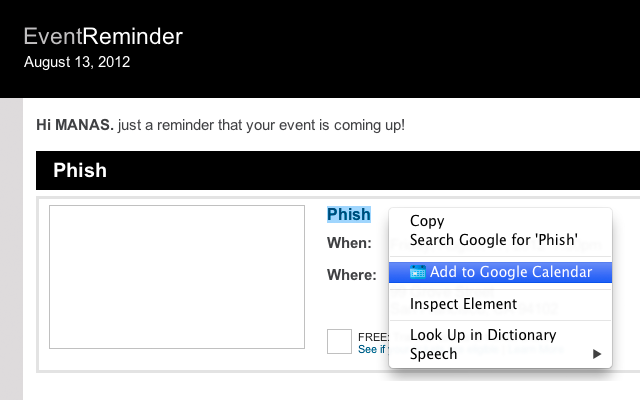 EventReminder
August 13, 2012
Hi MANAS. just a reminder that your event is coming up!
Phish
Phish
When:
Where:
FREE:
See if
Copy
Search Google for 'Phish'
Add to Google Calendar
Inspect Element
Look Up in Dictionary
Speech